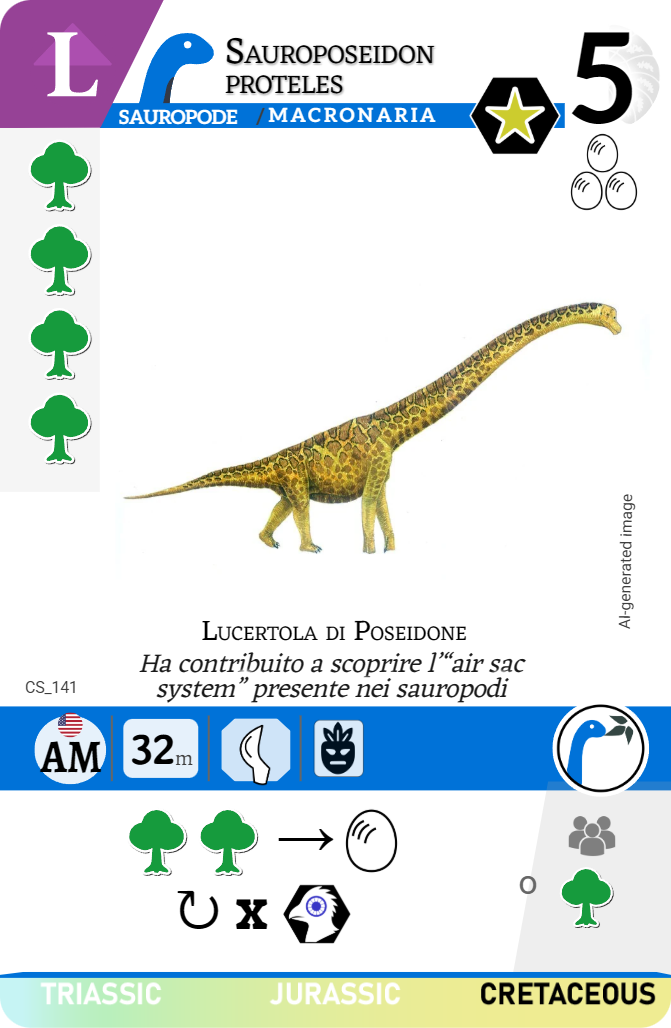 L
Sauroposeidon
proteles
5
SAUROPODE / MACRONARIA
AI-generated image
Lucertola di Poseidone
Ha contribuito a scoprire l'“air sac
system” presente nei sauropodi
CS_141
AM
32m
x
o
TRIASSIC JURASSIC CRETACEOUS